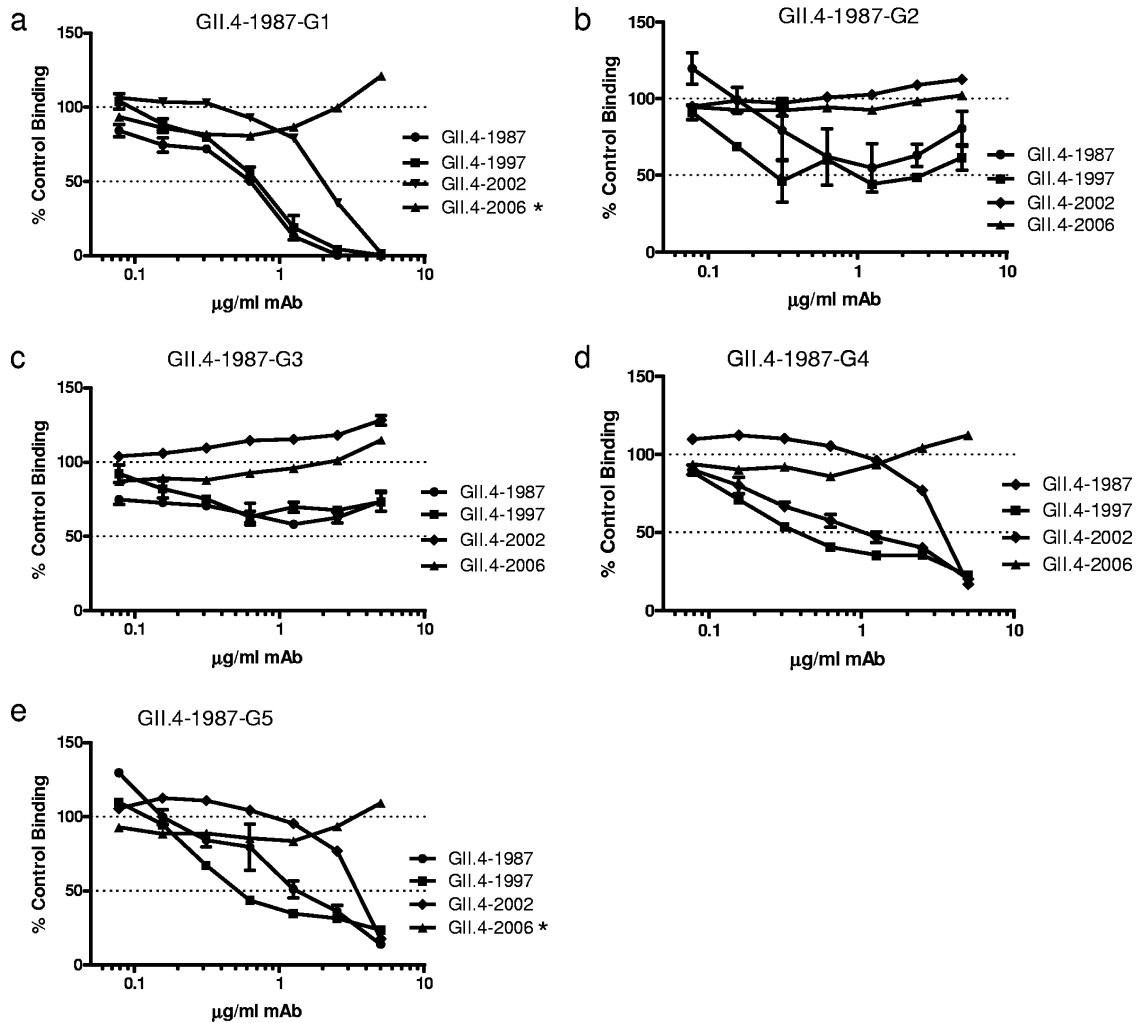 a
GII.4-1987-G1
% Control Binding
150
100
50
0
0.1
1
10
µg/ml mAb
GII.4-1987
GII.4-1997
GII.4-2002
GII.4-2006 *
b
GII.4-1987-G2
% Control Binding
150
100
50
0
0.1
1
10
µg/ml mAb
GII.4-1987
GII.4-1997
GII.4-2002
GII.4-2006
c
GII.4-1987-G3
% Control Binding
150
100
50
0
0.1
1
10
µg/ml mAb
GII.4-1987
GII.4-1997
GII.4-2002
GII.4-2006
d
GII.4-1987-G4
% Control Binding
150
100
50
0
0.1
1
10
µg/ml mAb
GII.4-1987
GII.4-1997
GII.4-2002
GII.4-2006
e
GII.4-1987-G5
% Control Binding
150
100
50
0
0.1
1
10
µg/ml mAb
GII.4-1987
GII.4-1997
GII.4-2002
GII.4-2006 *